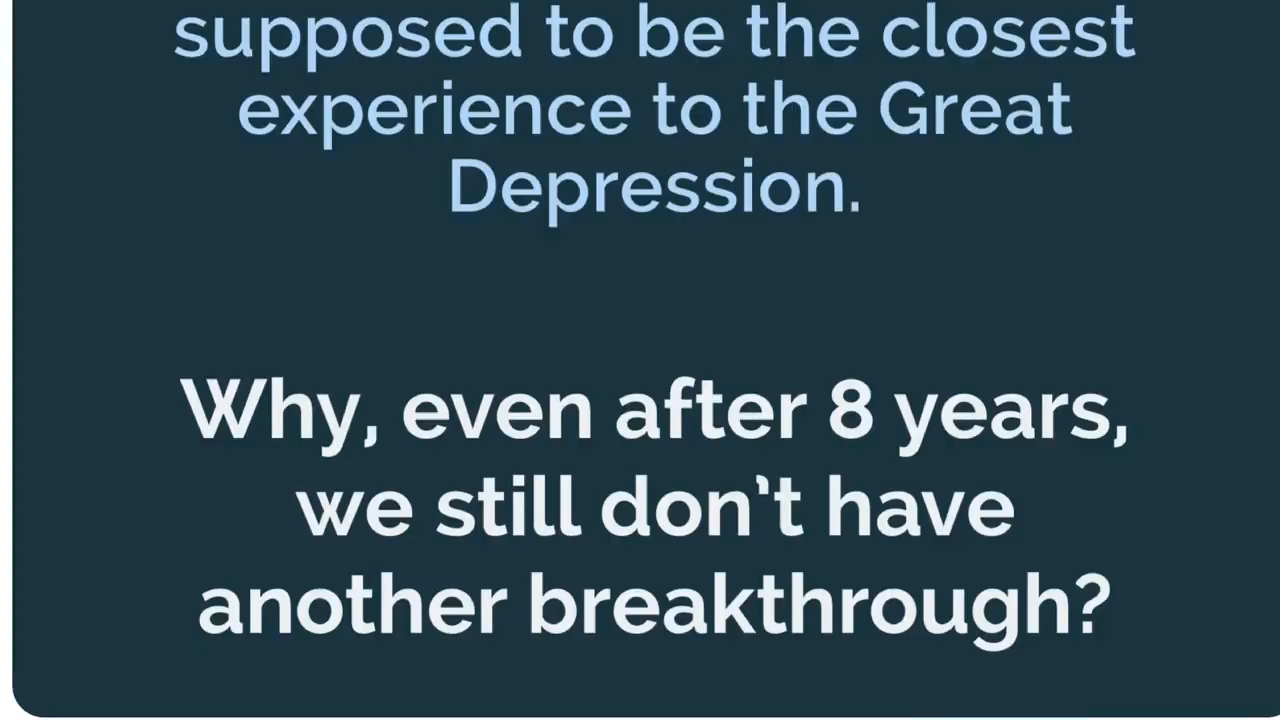 supposed to be the closest
experience to the Great
Depression.
Why, even after 8 years,
we still don’t have
another breakthrough?